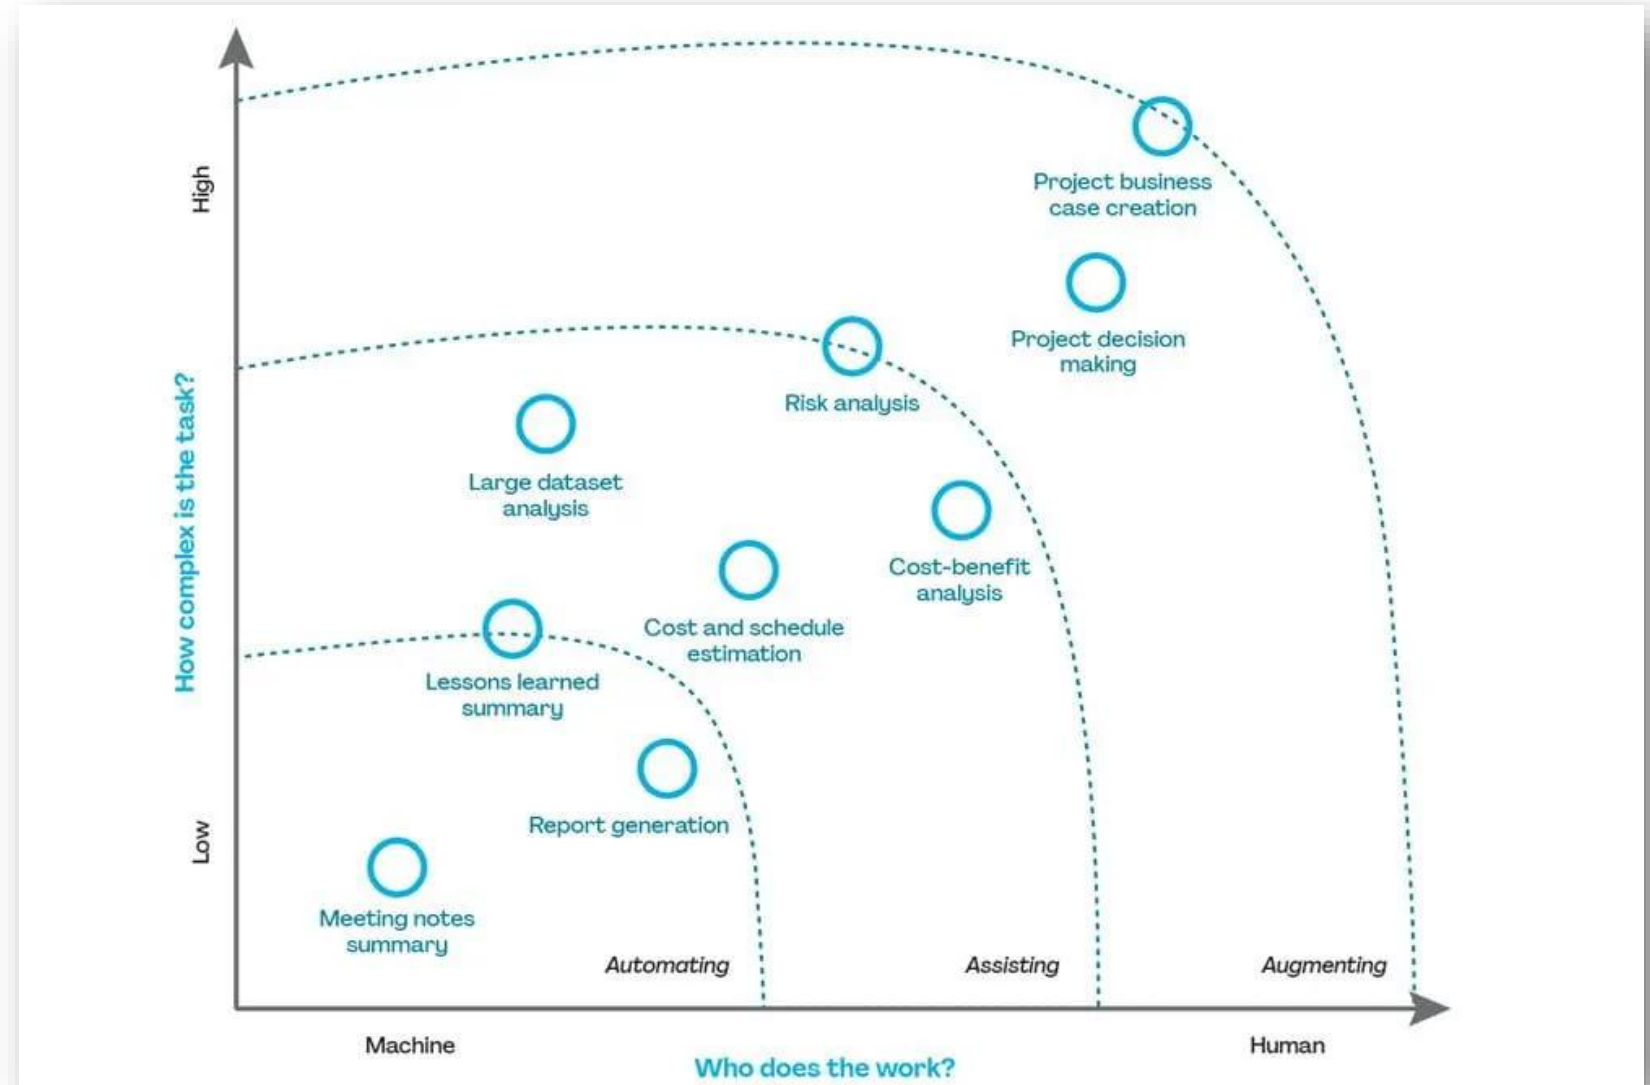 High
Project business
case creation
Project decision
making
Risk analysis
Large dataset
analysis
Cost-benefit
analysis
Cost and schedule
estimation
How complex is the task?
Lessons learned
summary
Report generation
Low
Meeting notes
summary
Automating
Assisting
Augmenting
Machine
Human
Who does the work?